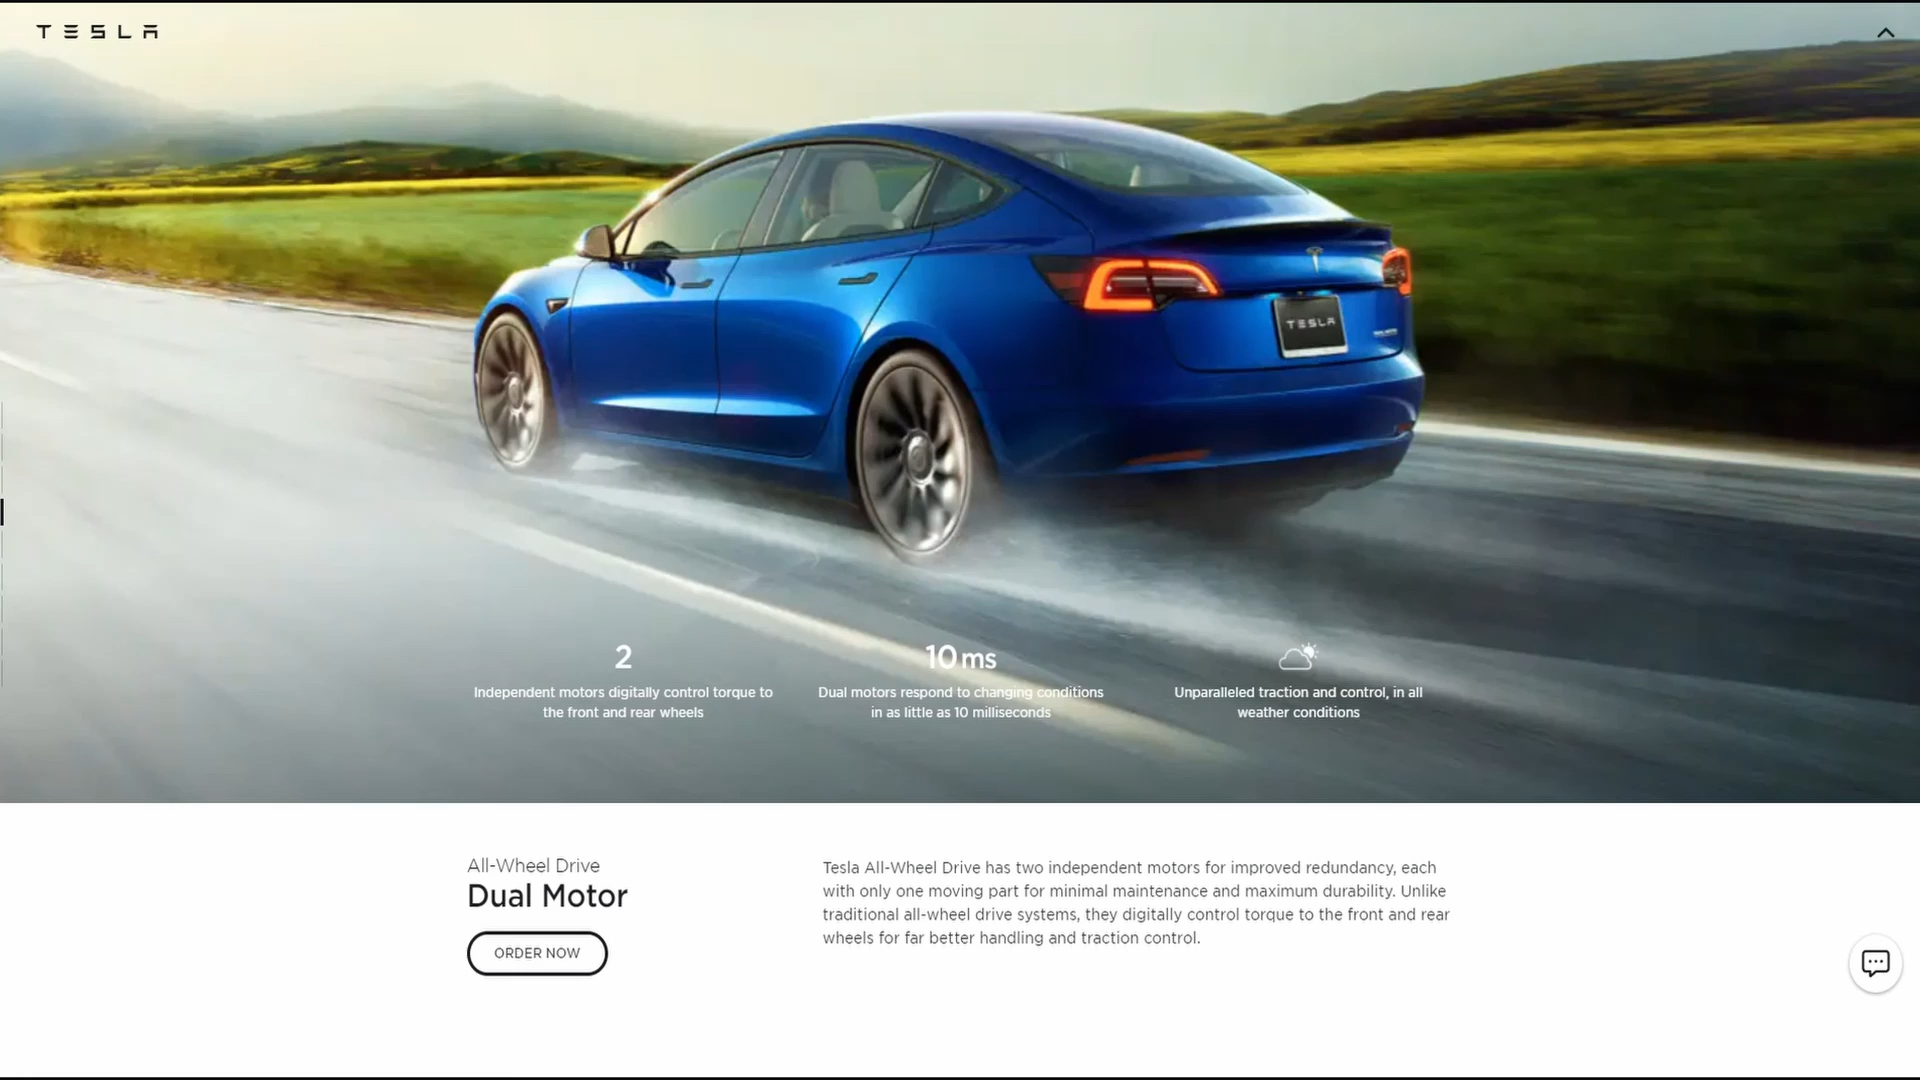 TESLA
TESLA
2
Independent motors digitally control torque to
the front and rear wheels
10 ms
Dual motors respond to changing conditions
in as little as 10 milliseconds
Unparalleled traction and control, in all
weather conditions
All-Wheel Drive
Dual Motor
ORDER NOW
Tesla All-Wheel Drive has two independent motors for improved redundancy, each
with only one moving part for minimal maintenance and maximum durability. Unlike
traditional all-wheel drive systems, they digitally control torque to the front and rear
wheels for far better handling and traction control.